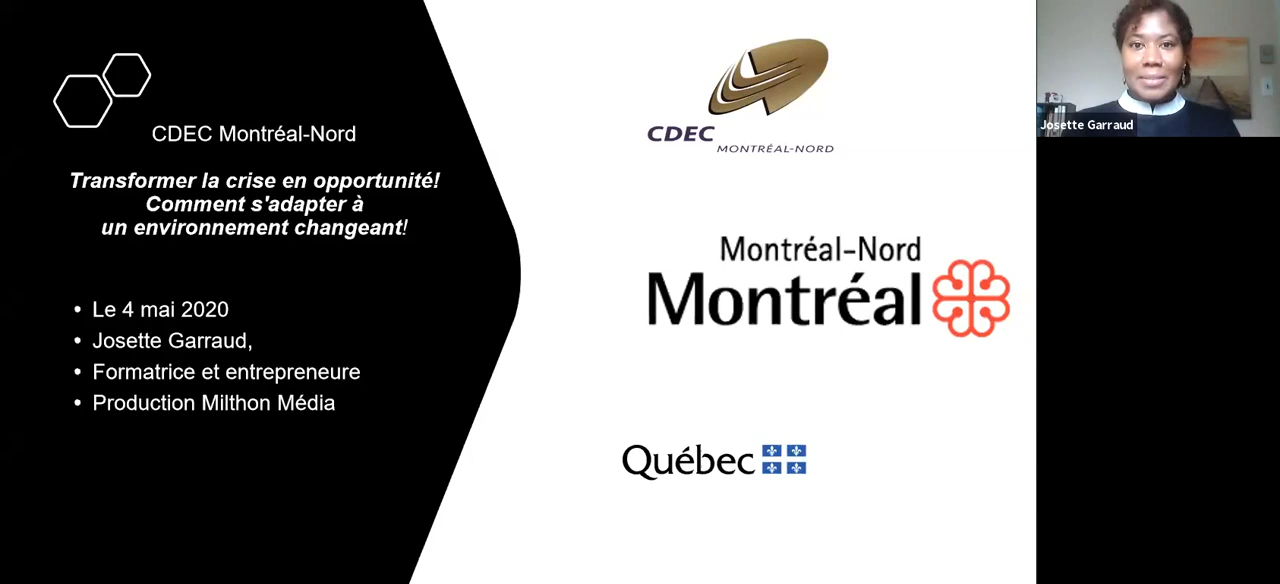 CDEC Montréal-Nord
Transformer la crise en opportunité!
Comment s'adapter à
un environnement changeant!
• Le 4 mai 2020
• Josette Garraud,
• Formatrice et entrepreneure
• Production Milthon Média
CDEC
MONTRÉAL-NORD
Montréal-Nord
Montréal
Québec
Josette Garraud